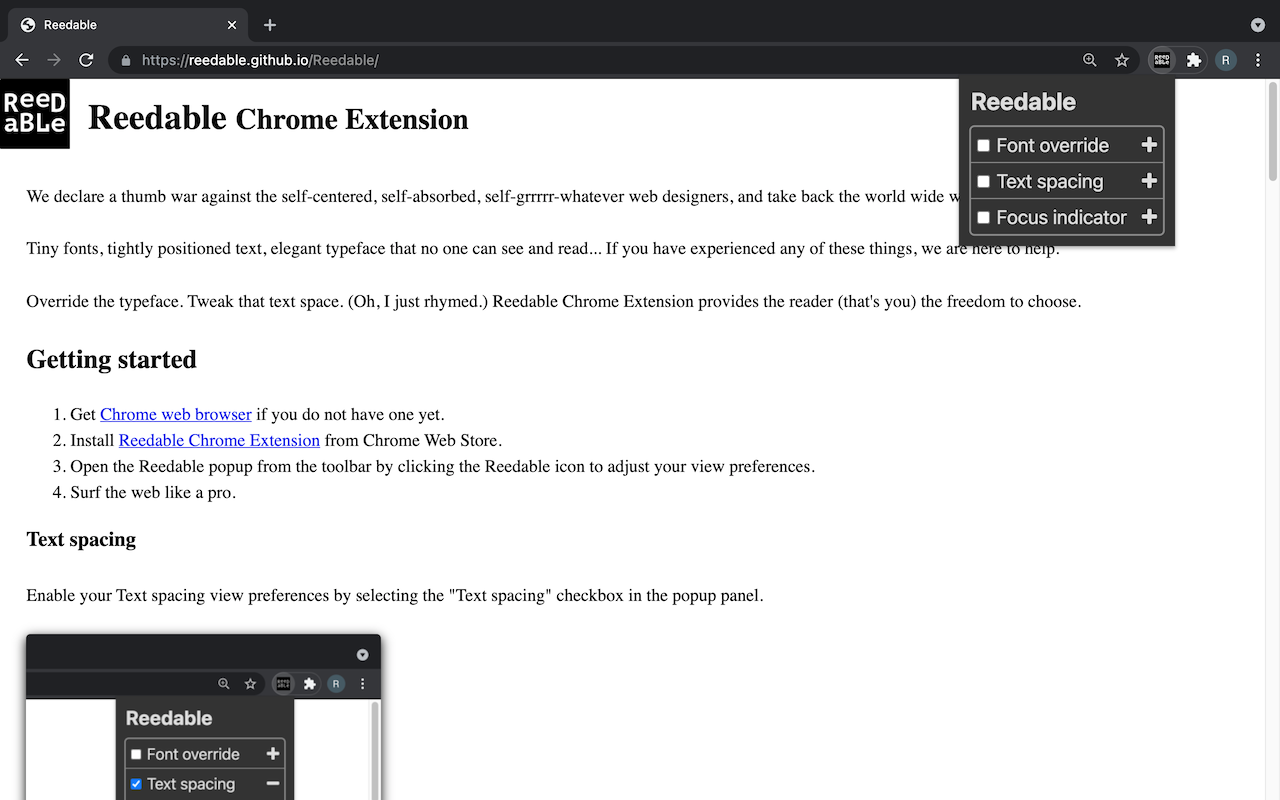 Reedable
https://reedable.github.io/Reedable/
REEDABLE
R
ReeD
aBLe
Reedable Chrome Extension
Reedable
Font override
Text spacing
Focus indicator
We declare a thumb war against the self-centered, self-absorbed, self-grrrrr-whatever web designers, and take back the world wide w
Tiny fonts, tightly positioned text, elegant typeface that no one can see and read... If you have experienced any of these things, we are here to help.
Override the typeface. Tweak that text space. (Oh, I just rhymed.) Reedable Chrome Extension provides the reader (that's you) the freedom to choose.
Getting started
1. Get Chrome web browser if you do not have one yet.
2. Install Reedable Chrome Extension from Chrome Web Store.
3. Open the Reedable popup from the toolbar by clicking the Reedable icon to adjust your view preferences.
4. Surf the web like a pro.
Text spacing
Enable your Text spacing view preferences by selecting the "Text spacing" checkbox in the popup panel.
R
Reedable
Font override
Text spacing